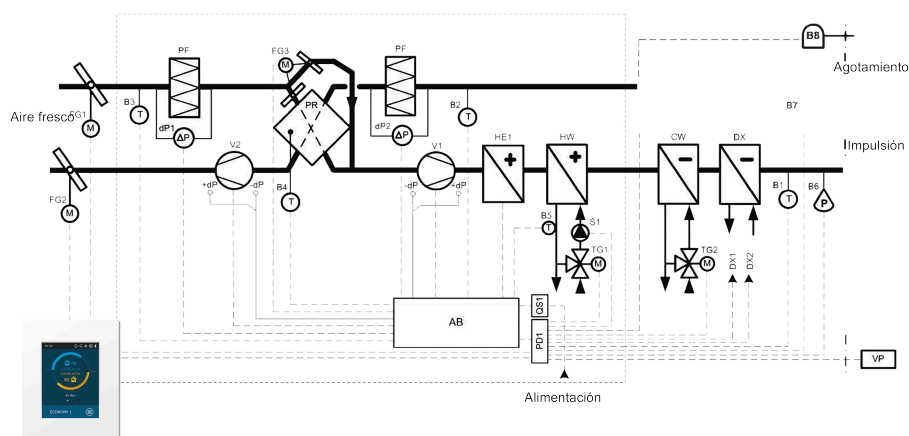 B8
PF
FG3
M
PF
Agotamiento
PR
B3
T
B2
T
B7
Aire fresco
FG1
M
dP1
ΔP
dP2
ΔP
V2
V1
HE1
HW
CW
DX
Impulsión
+dP
-dP
B4
T
-dP
+dP
B1
T
B6
P
FG2
M
B5
T
S1
TG1
M
TG2
M
DX1
DX2
AB
QS1
PD1
VP
Alimentación
ECONOMY 1